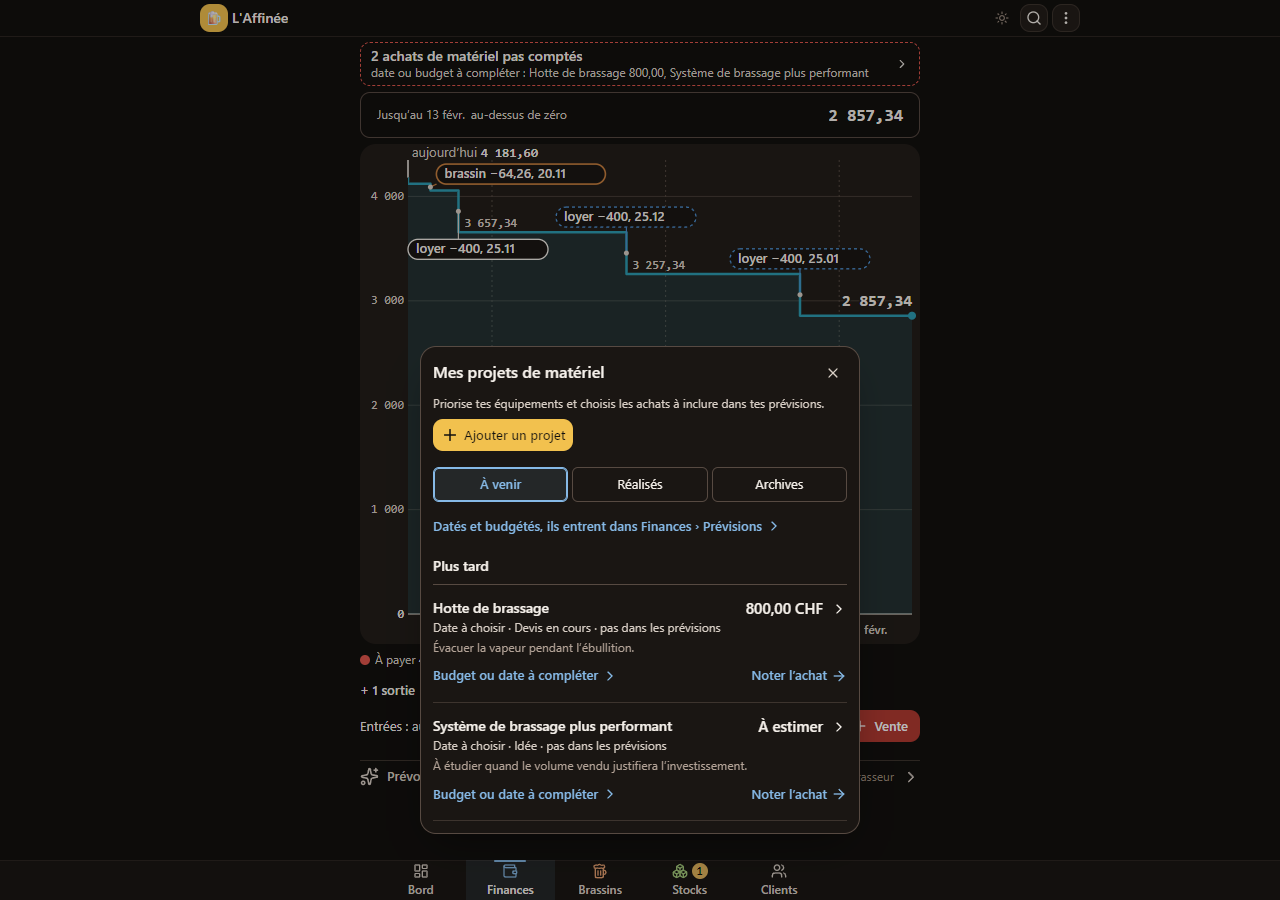 L'Affinée
2 achats de matériel pas comptés
date ou budget à compléter : Hotte de brassage 800,00, Système de brassage plus performant
Jusqu'au 13 févr. au-dessus de zéro
2 857,34
aujourd'hui 4 181,60
brassin −64,26, 20.11
4 000
loyer −400, 25.12
3 657,34
loyer −400, 25.11
loyer −400, 25.01
3 257,34
3 000
2 857,34
2 000
1 000
0
févr.
Mes projets de matériel
Priorise tes équipements et choisis les achats à inclure dans tes prévisions.
Ajouter un projet
À venir
Réalisés
Archives
Datés et budgétés, ils entrent dans Finances › Prévisions
Plus tard
Hotte de brassage
800,00 CHF
Date à choisir · Devis en cours · pas dans les prévisions
Évacuer la vapeur pendant l'ébullition.
Budget ou date à compléter
Noter l'achat
Système de brassage plus performant
À estimer
Date à choisir · Idée · pas dans les prévisions
À étudier quand le volume vendu justifiera l'investissement.
Budget ou date à compléter
Noter l'achat
À payer
+ 1 sortie
Entrées :
Vente
Bord
Finances
Brassins
1
Stocks
Clients